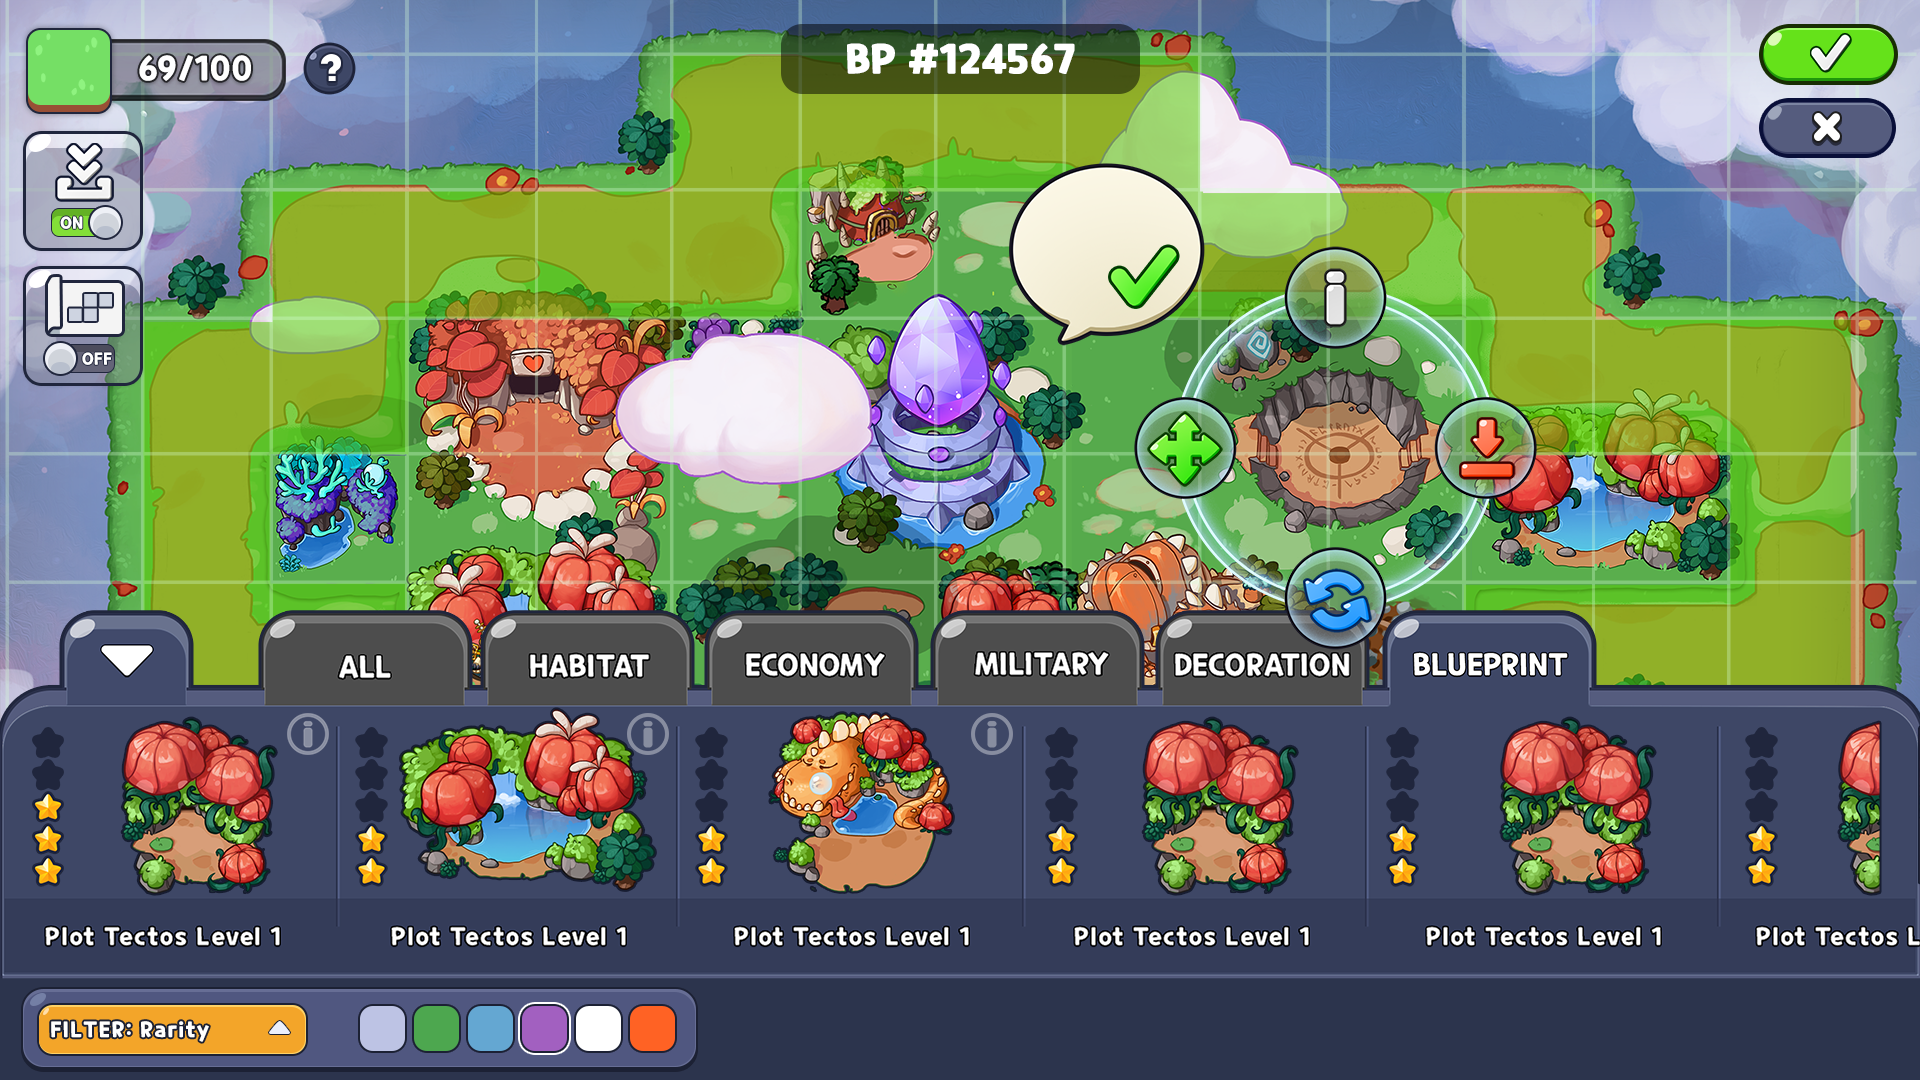 BP #124567
69/100
?
ON
OFF
ALL
HABITAT
ECONOMY
MILITARY
DECORATION
BLUEPRINT
Plot Tectos Level 1
Plot Tectos Level 1
Plot Tectos Level 1
Plot Tectos Level 1
Plot Tectos Level 1
Plot Tectos L
FILTER: Rarity